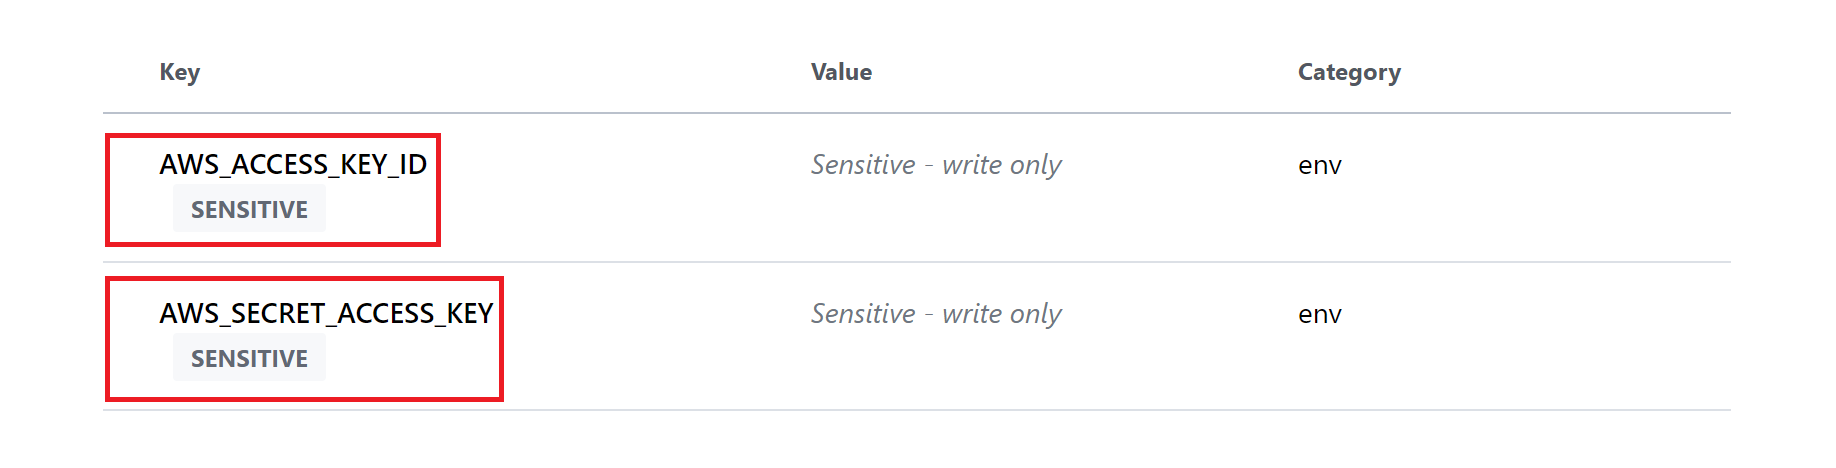 Key Value Category
AWS_ACCESS_KEY_ID Sensitive - write only env
SENSITIVE
AWS_SECRET_ACCESS_KEY Sensitive - write only env
SENSITIVE